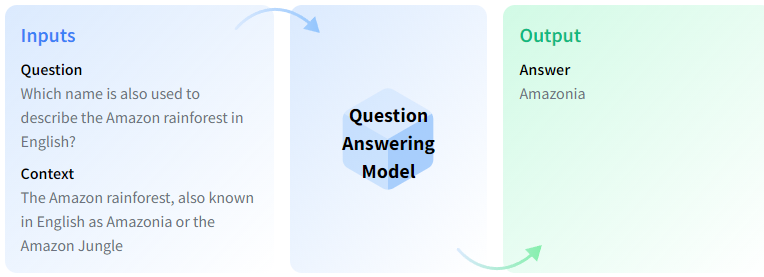 Inputs
Question
Which name is also used to
describe the Amazon rainforest in
English?
Context
The Amazon rainforest, also known
in English as Amazonia or the
Amazon Jungle
Question
Answering
Model
Output
Answer
Amazonia